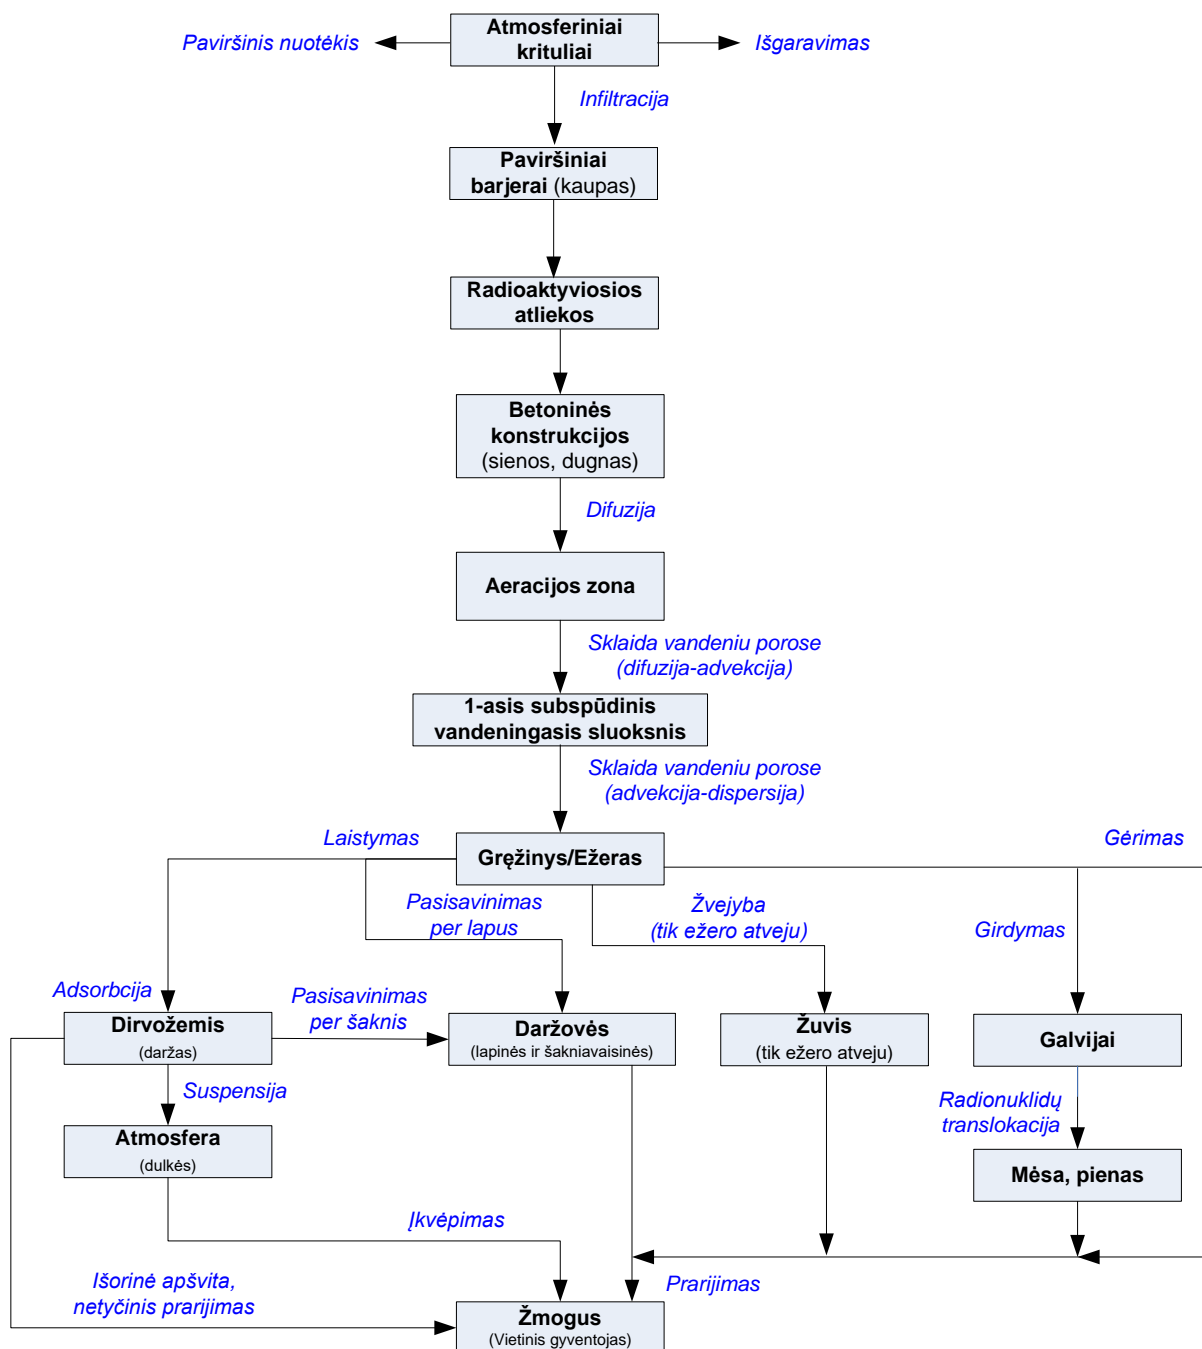 Atmosferiniai
krituliai
Paviršinis nuotėkis
Išgaravimas
Infiltracija
Paviršiniai
barjerai (kaupas)
Radioaktyviosios
atliekos
Betoninės
konstrukcijos
(sienos, dugnas)
Difuzija
Aeracijos zona
Sklaida vandeniu porose
(difuzija-advekcija)
1-asis subspūdinis
vandeningasis sluoksnis
Sklaida vandeniu porose
(advekcija-dispersija)
Laistymas
Gręžinys/Ežeras
Gėrimas
Pasisavinimas
per lapus
Žvejyba
(tik ežero atveju)
Girdymas
Adsorbcija
Pasisavinimas
per šaknis
Dirvožemis
(daržas)
Daržovės
(lapinės ir šakniavaisinės)
Žuvis
(tik ežero atveju)
Galvijai
Suspensija
Radionuklidų
translokacija
Atmosfera
(dulkės)
Mėsa, pienas
Įkvėpimas
Išorinė apšvita,
netyčinis prarijimas
Prarijimas
Žmogus
(Vietinis gyventojas)